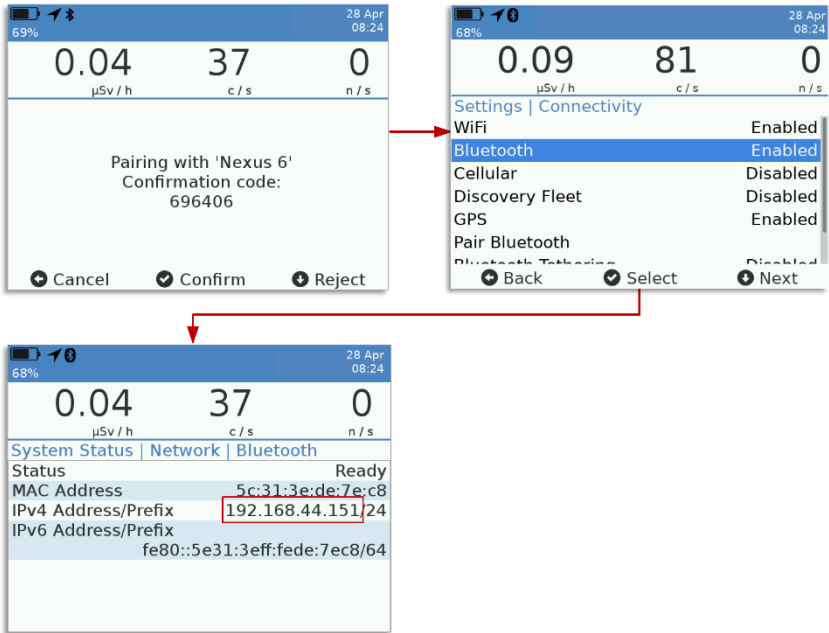 28 Apr
69% 08:24
0.04 37 0
µSv / h c / s n / s
Pairing with 'Nexus 6'
Confirmation code:
696406
Cancel Confirm Reject
28 Apr
68% 08:24
0.09 81 0
µSv / h c / s n / s
Settings | Connectivity
WiFi Enabled
Bluetooth Enabled
Cellular Disabled
Discovery Fleet Disabled
GPS Enabled
Pair Bluetooth
Bluetooth Tethering Disabled
Back Select Next
28 Apr
68% 08:24
0.04 37 0
µSv / h c / s n / s
System Status | Network | Bluetooth
Status Ready
MAC Address 5c:31:3e:de:7e:c8
IPv4 Address/Prefix 192.168.44.151/24
IPv6 Address/Prefix
fe80::5e31:3eff:fede:7ec8/64